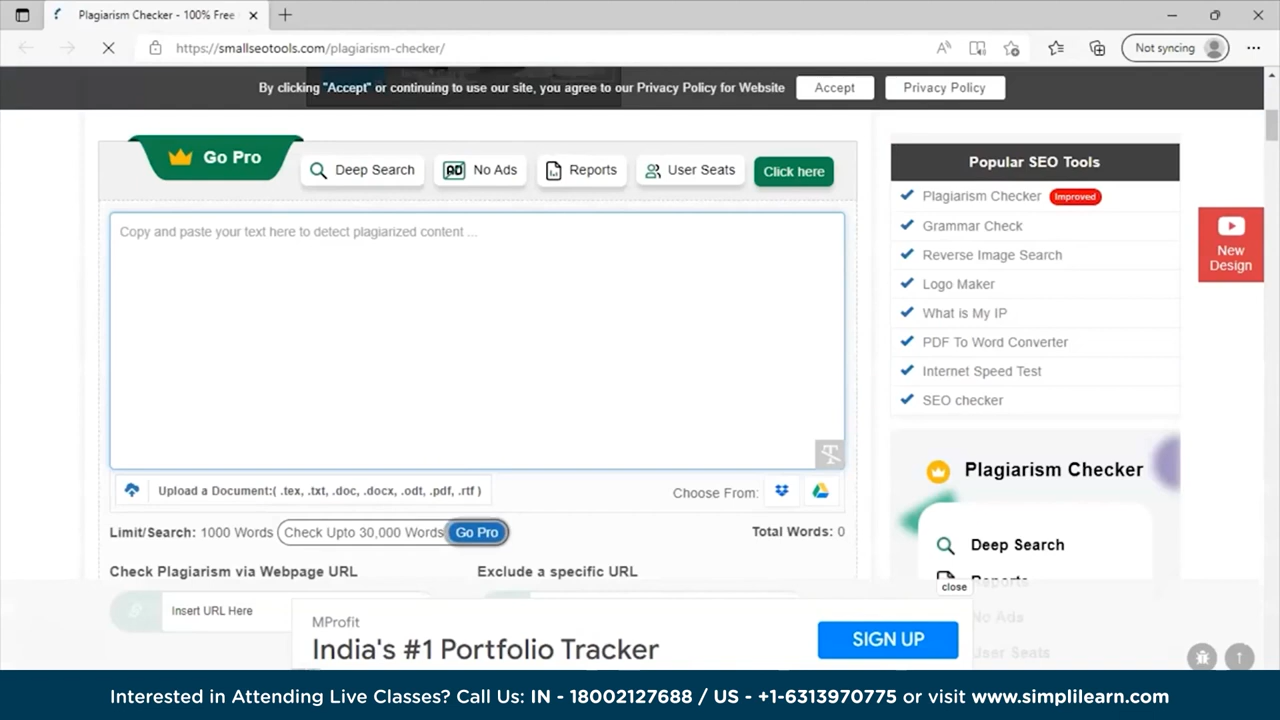 Plagiarism Checker - 100% Free
https://smallseotools.com/plagiarism-checker/
Not syncing
By clicking "Accept" or continuing to use our site, you agree to our Privacy Policy for Website
Accept
Privacy Policy
Go Pro
Deep Search
No Ads
Reports
User Seats
Click here
Copy and paste your text here to detect plagiarized content ...
Upload a Document:( .tex, .txt, .doc, .docx, .odt, .pdf, .rtf )
Choose From:
Limit/Search: 1000 Words
Check Upto 30,000 Words
Go Pro
Total Words: 0
Check Plagiarism via Webpage URL
Exclude a specific URL
Insert URL Here
Popular SEO Tools
Plagiarism Checker Improved
Grammar Check
Reverse Image Search
Logo Maker
What is My IP
PDF To Word Converter
Internet Speed Test
SEO checker
New
Design
Plagiarism Checker
Deep Search
Reports
No Ads
User Seats
close
MProfit
India's #1 Portfolio Tracker
SIGN UP
Interested in Attending Live Classes? Call Us: IN - 18002127688 / US - +1-6313970775 or visit www.simplilearn.com